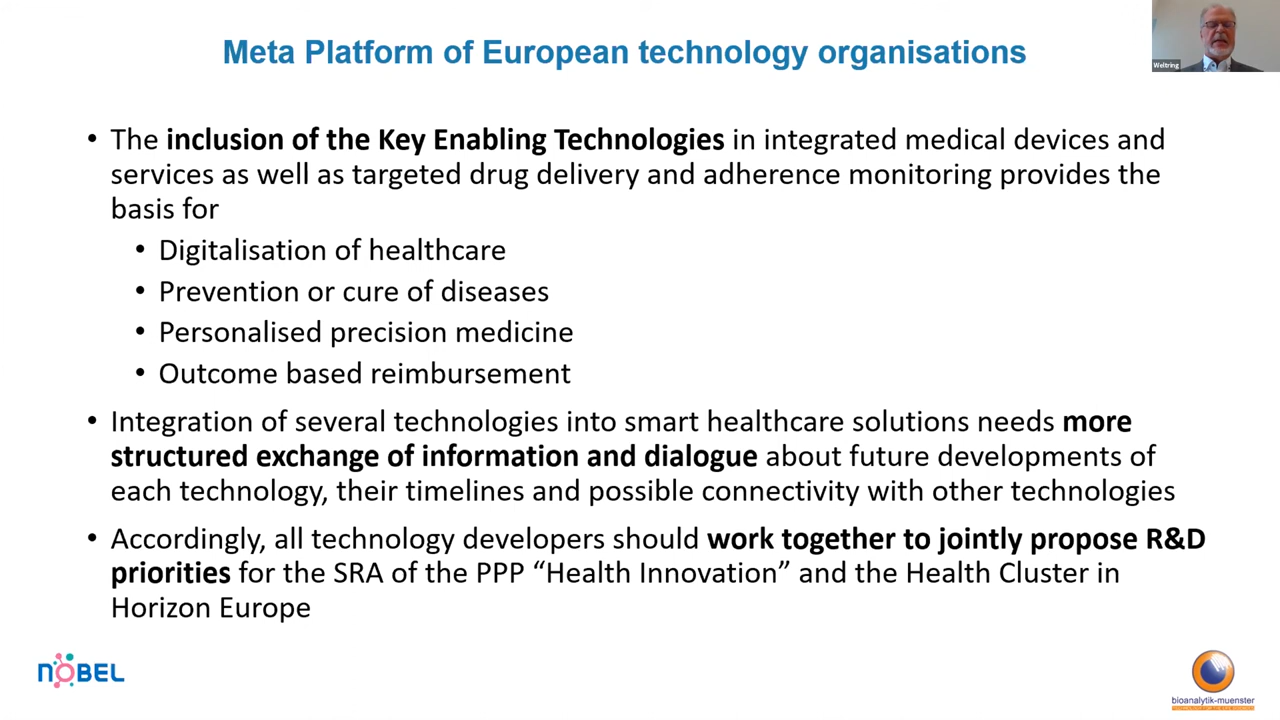 Meta Platform of European technology organisations
Weltring
• The inclusion of the Key Enabling Technologies in integrated medical devices and
services as well as targeted drug delivery and adherence monitoring provides the
basis for
• Digitalisation of healthcare
• Prevention or cure of diseases
• Personalised precision medicine
• Outcome based reimbursement
• Integration of several technologies into smart healthcare solutions needs more
structured exchange of information and dialogue about future developments of
each technology, their timelines and possible connectivity with other technologies
• Accordingly, all technology developers should work together to jointly propose R&D
priorities for the SRA of the PPP “Health Innovation” and the Health Cluster in
Horizon Europe
NOBEL
bioanalytik-muenster